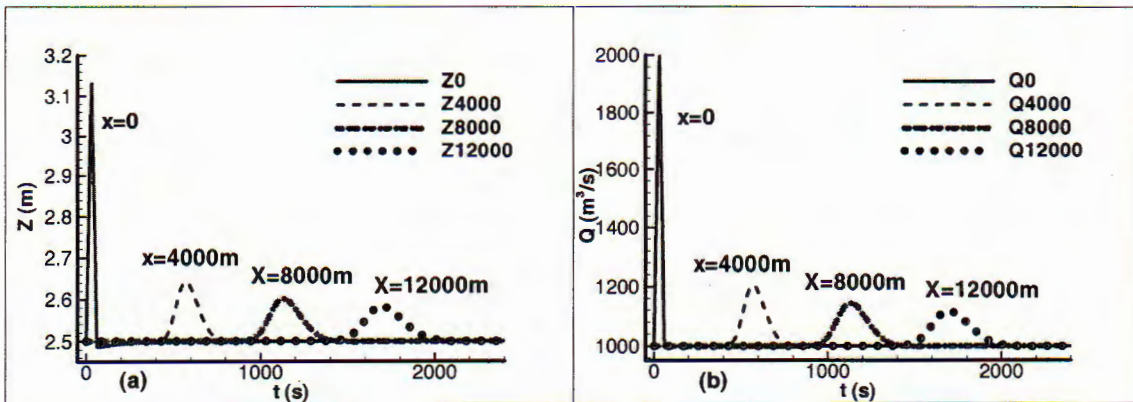 3.2
3.1
3
2.9
2.8
2.7
2.6
2.5
Z (m)
x=0
Z0
Z4000
Z8000
Z12000
x=4000m
X=8000m
X=12000m
0
1000
2000
(a)
t (s)
2000
1800
1600
1400
1200
1000
Q (m³/s)
x=0
Q0
Q4000
Q8000
Q12000
x=4000m
X=8000m
X=12000m
0
1000
2000
(b)
t (s)